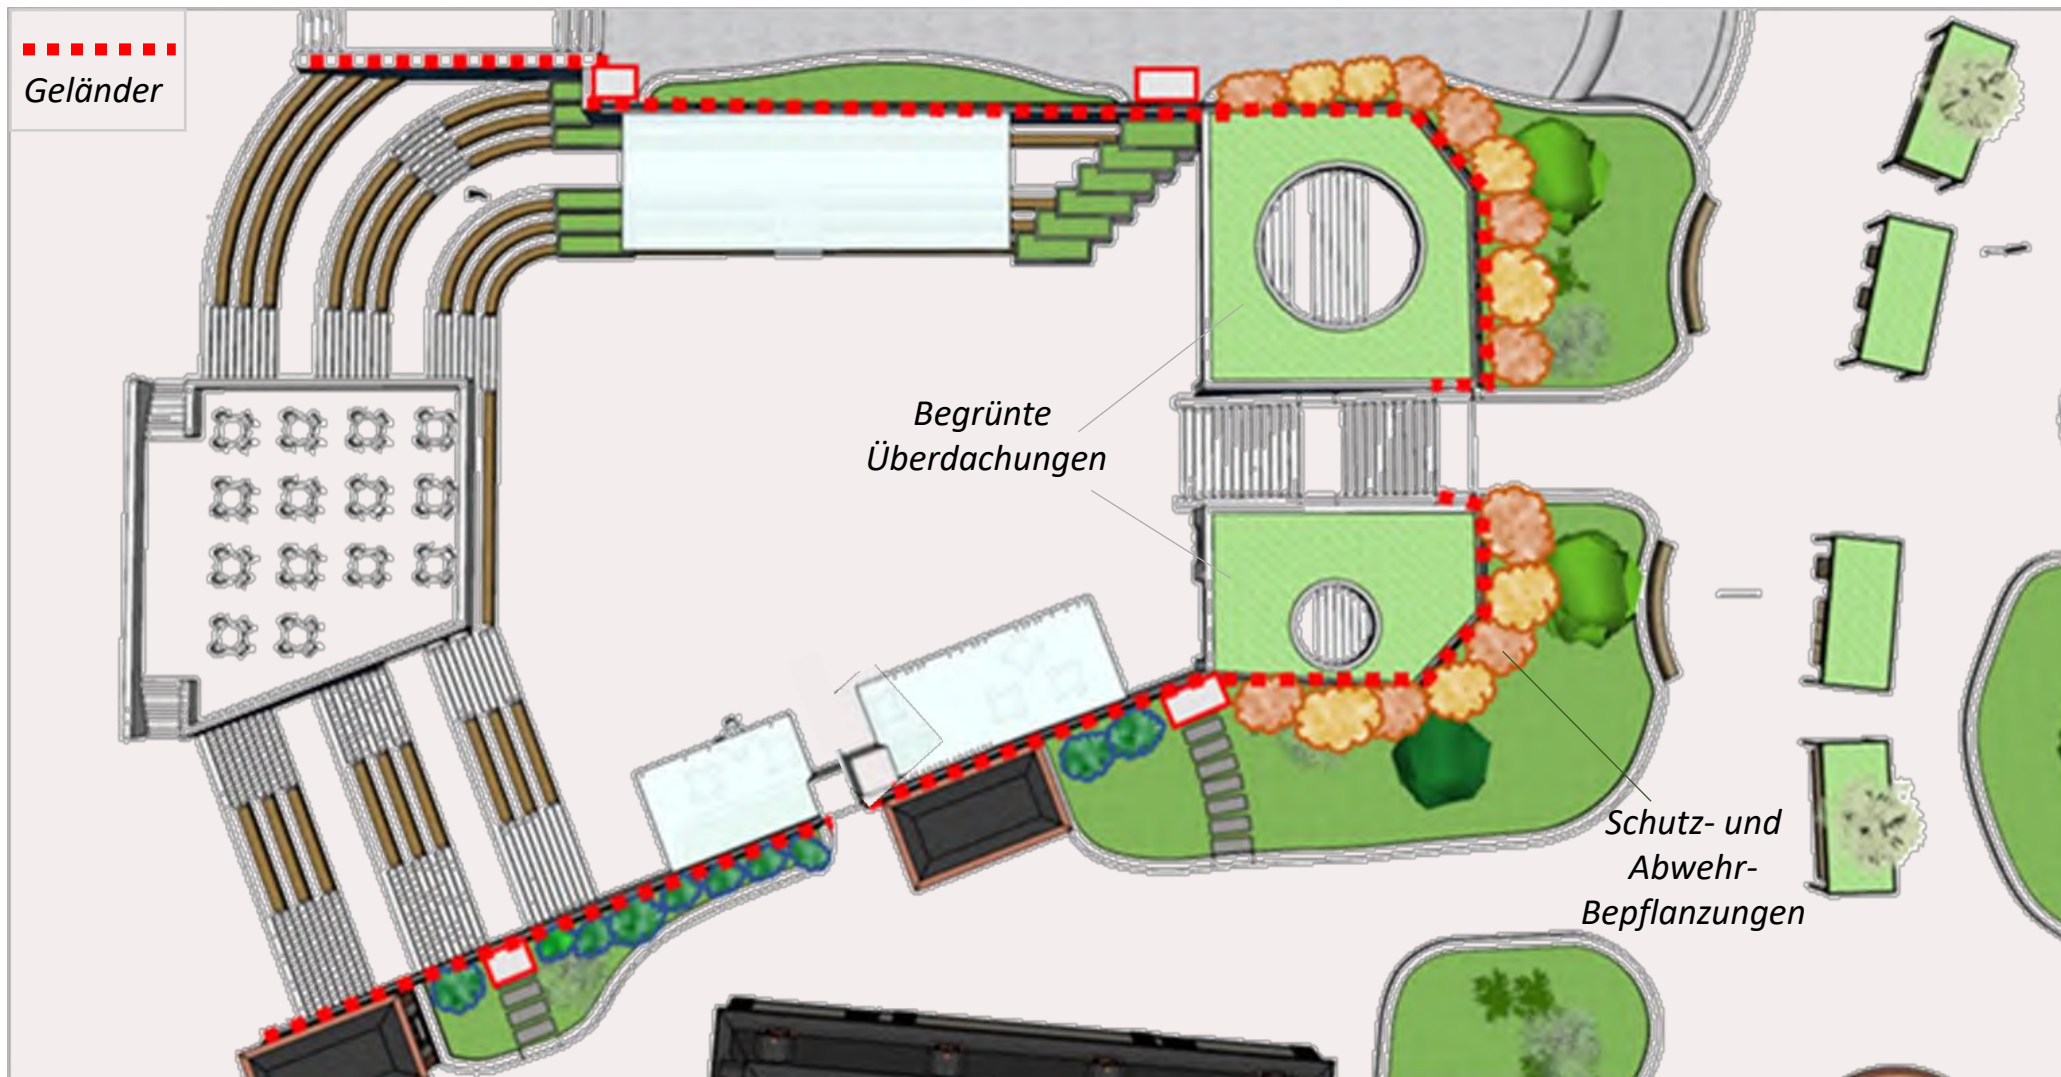 Geländer
Begrünte
Überdachungen
Schutz- und
Abwehr-
Bepflanzungen